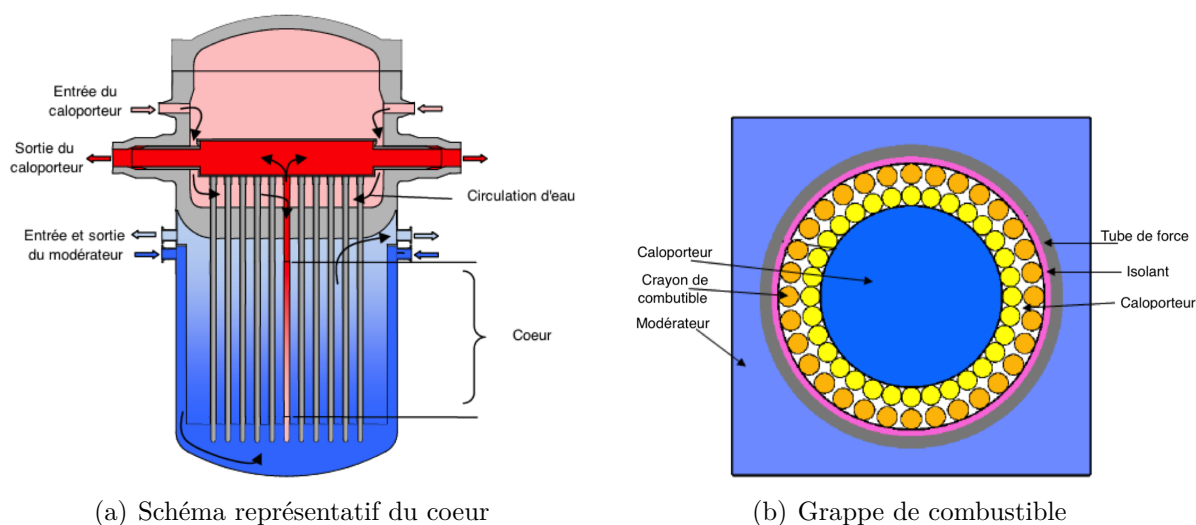 Entrée du
caloporteur
Sortie du
caloporteur
Circulation d'eau
Entrée et sortie
du modérateur
Coeur
(a) Schéma représentatif du coeur
Caloporteur
Crayon de
combutible
Modérateur
Tube de force
Isolant
Caloporteur
(b) Grappe de combustible